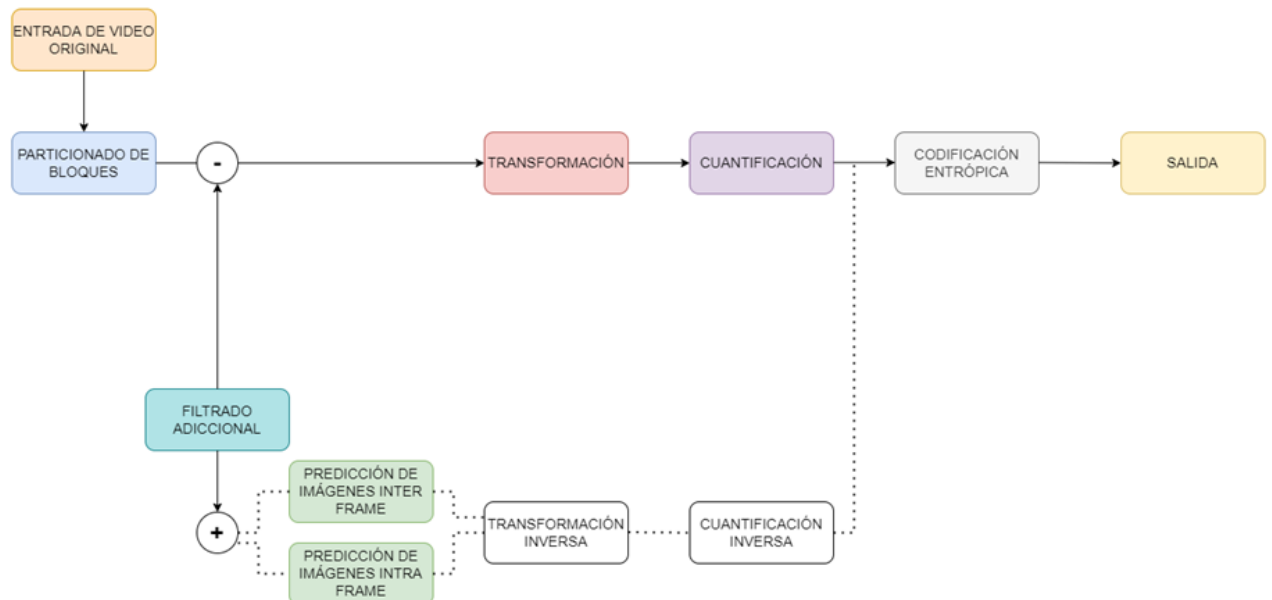 ENTRADA DE VIDEO
ORIGINAL
PARTICIONADO DE
BLOQUES
-
TRANSFORMACIÓN
CUANTIFICACIÓN
CODIFICACIÓN
ENTRÓPICA
SALIDA
FILTRADO
ADICCIONAL
+
PREDICCIÓN DE
IMÁGENES INTER
FRAME
PREDICCIÓN DE
IMÁGENES INTRA
FRAME
TRANSFORMACIÓN
INVERSA
CUANTIFICACIÓN
INVERSA